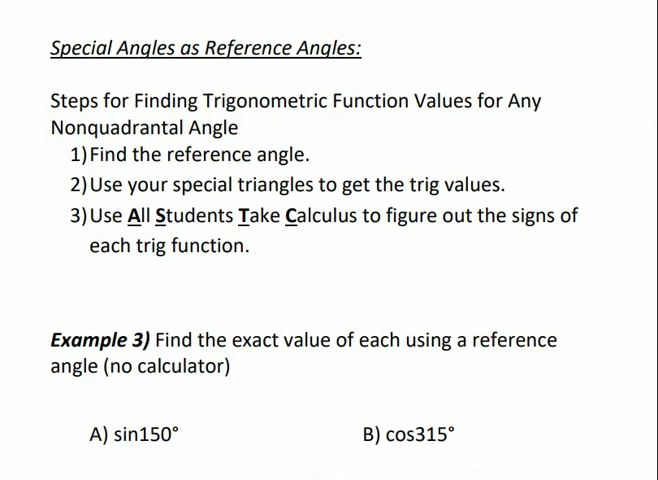 Special Angles as Reference Angles:
Steps for Finding Trigonometric Function Values for Any
Nonquadrantal Angle
1) Find the reference angle.
2) Use your special triangles to get the trig values.
3) Use All Students Take Calculus to figure out the signs of
each trig function.
Example 3) Find the exact value of each using a reference
angle (no calculator)
A) sin150° B) cos315°